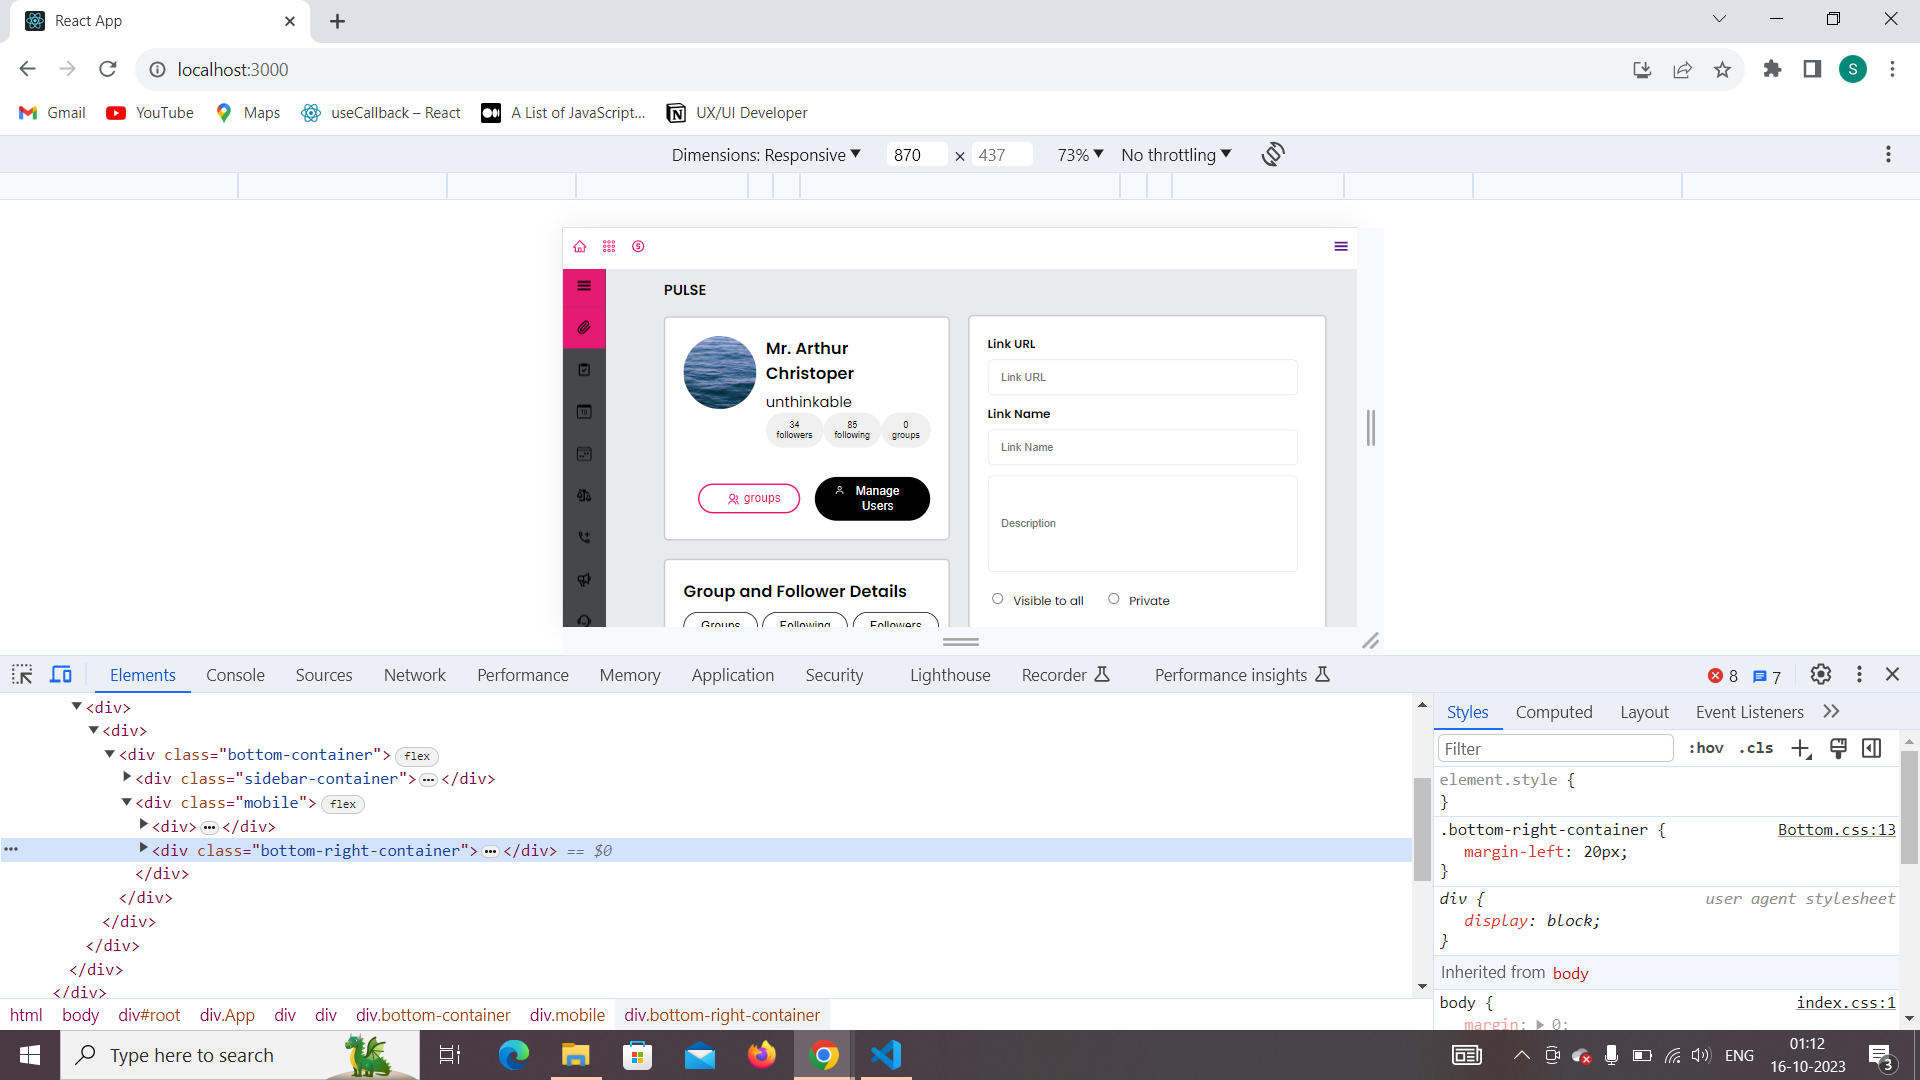 React App
localhost:3000
Gmail YouTube Maps useCallback – React A List of JavaScript... UX/UI Developer
Dimensions: Responsive 870 × 437 73% No throttling
PULSE
Mr. Arthur
Christoper
unthinkable
34 followers 85 following 0 groups
groups Manage Users
Group and Follower Details
Groups Following Followers
Link URL
Link URL
Link Name
Link Name
Description
Visible to all Private
Elements Console Sources Network Performance Memory Application Security Lighthouse Recorder Performance insights 8 7
<div>
<div>
<div class="bottom-container"> flex
<div class="sidebar-container"> … </div>
<div class="mobile"> flex
<div> … </div>
… <div class="bottom-right-container"> … </div> == $0
</div>
</div>
</div>
</div>
</div>
</div>
html body div#root div.App div div div.bottom-container div.mobile div.bottom-right-container
Styles Computed Layout Event Listeners
Filter :hov .cls
element.style {
}
.bottom-right-container { Bottom.css:13
margin-left: 20px;
}
div { user agent stylesheet
display: block;
}
Inherited from body
body { index.css:1
margin: 0;
Type here to search
ENG
01:12
16-10-2023
3
S